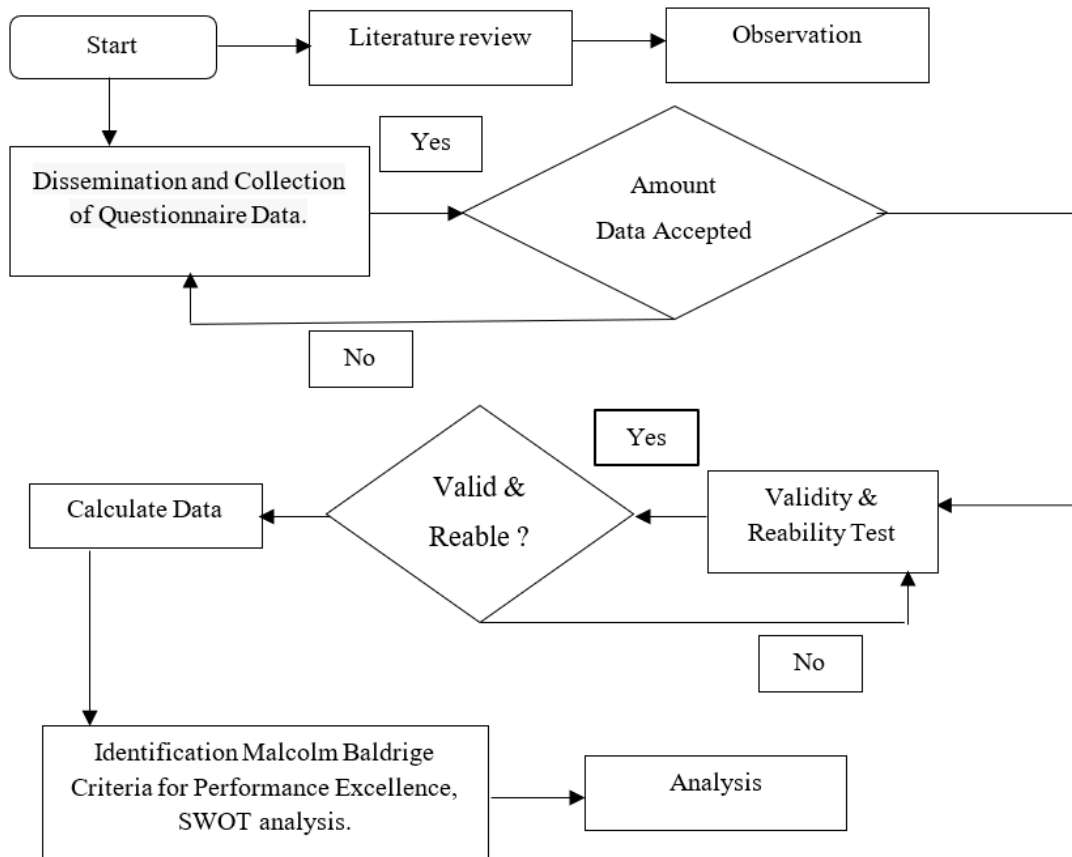 Start
Literature review
Observation
Yes
Dissemination and Collection
of Questionnaire Data.
Amount
Data Accepted
No
Yes
Calculate Data
Valid &
Reable ?
Validity &
Reability Test
No
Identification Malcolm Baldrige
Criteria for Performance Excellence,
SWOT analysis.
Analysis